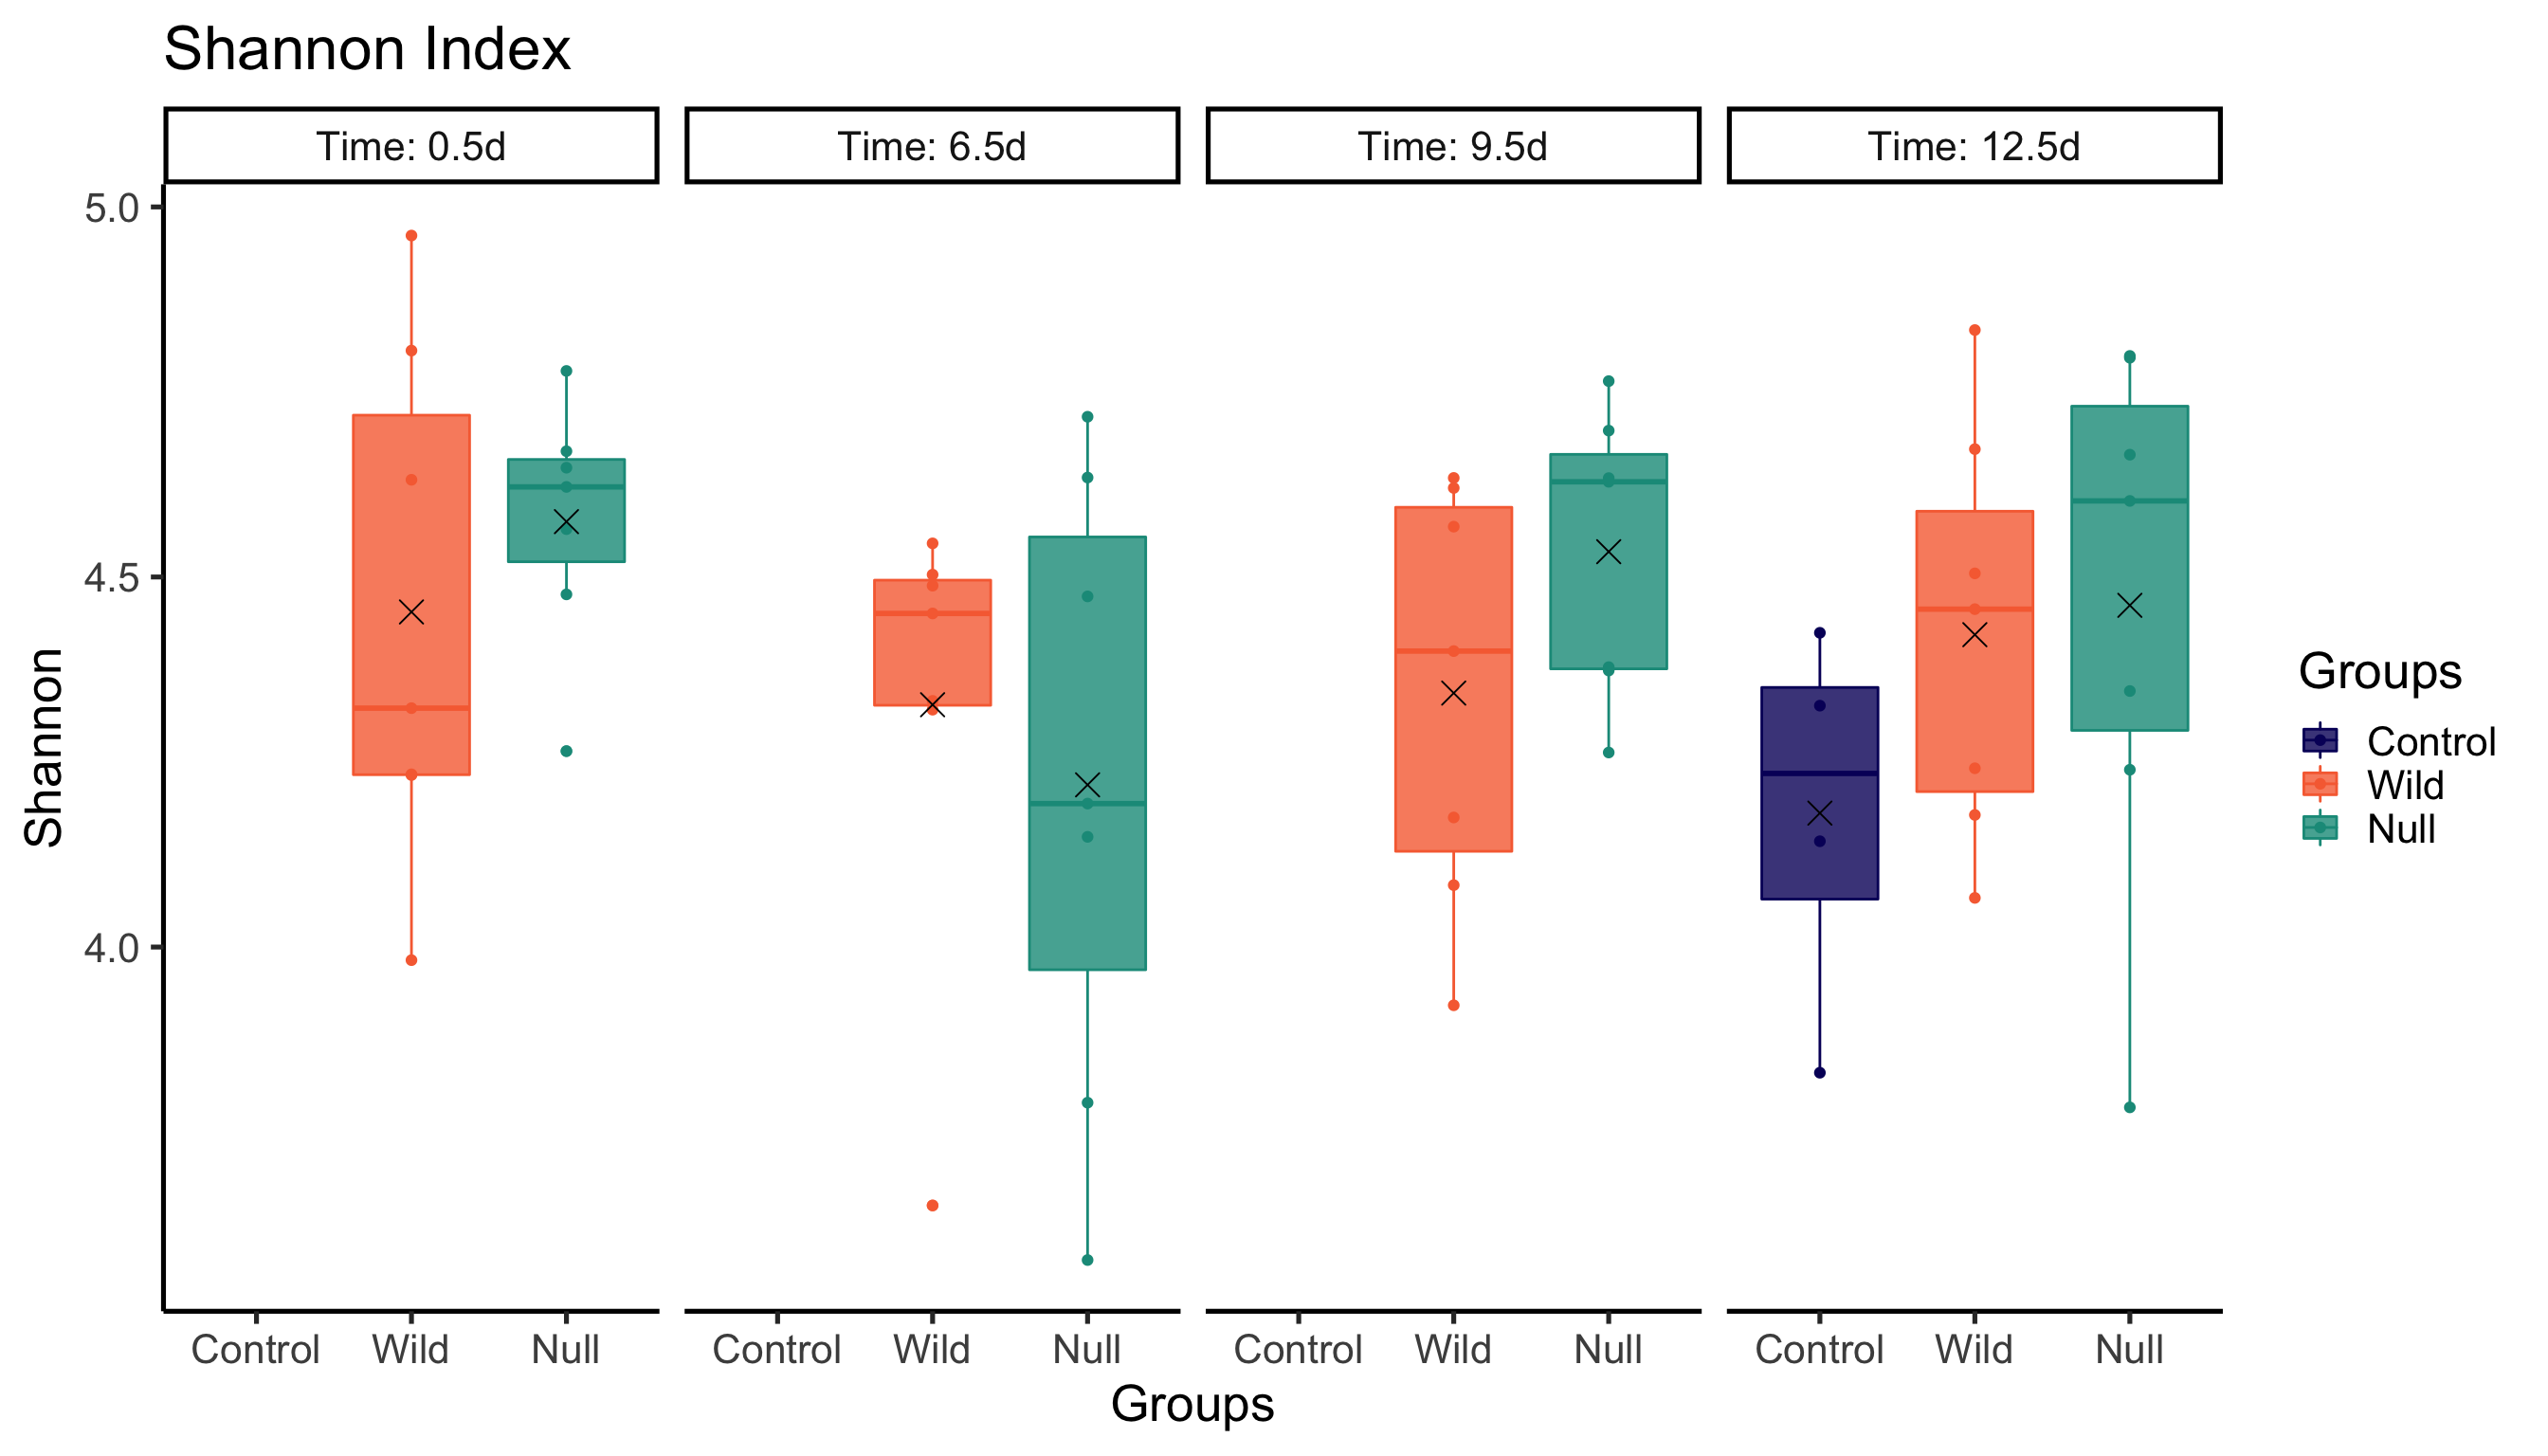 Shannon Index
Time: 0.5d
Time: 6.5d
Time: 9.5d
Time: 12.5d
5.0
4.5
4.0
Shannon
Control Wild Null
Control Wild Null
Control Wild Null
Control Wild Null
Groups
Groups
Control
Wild
Null